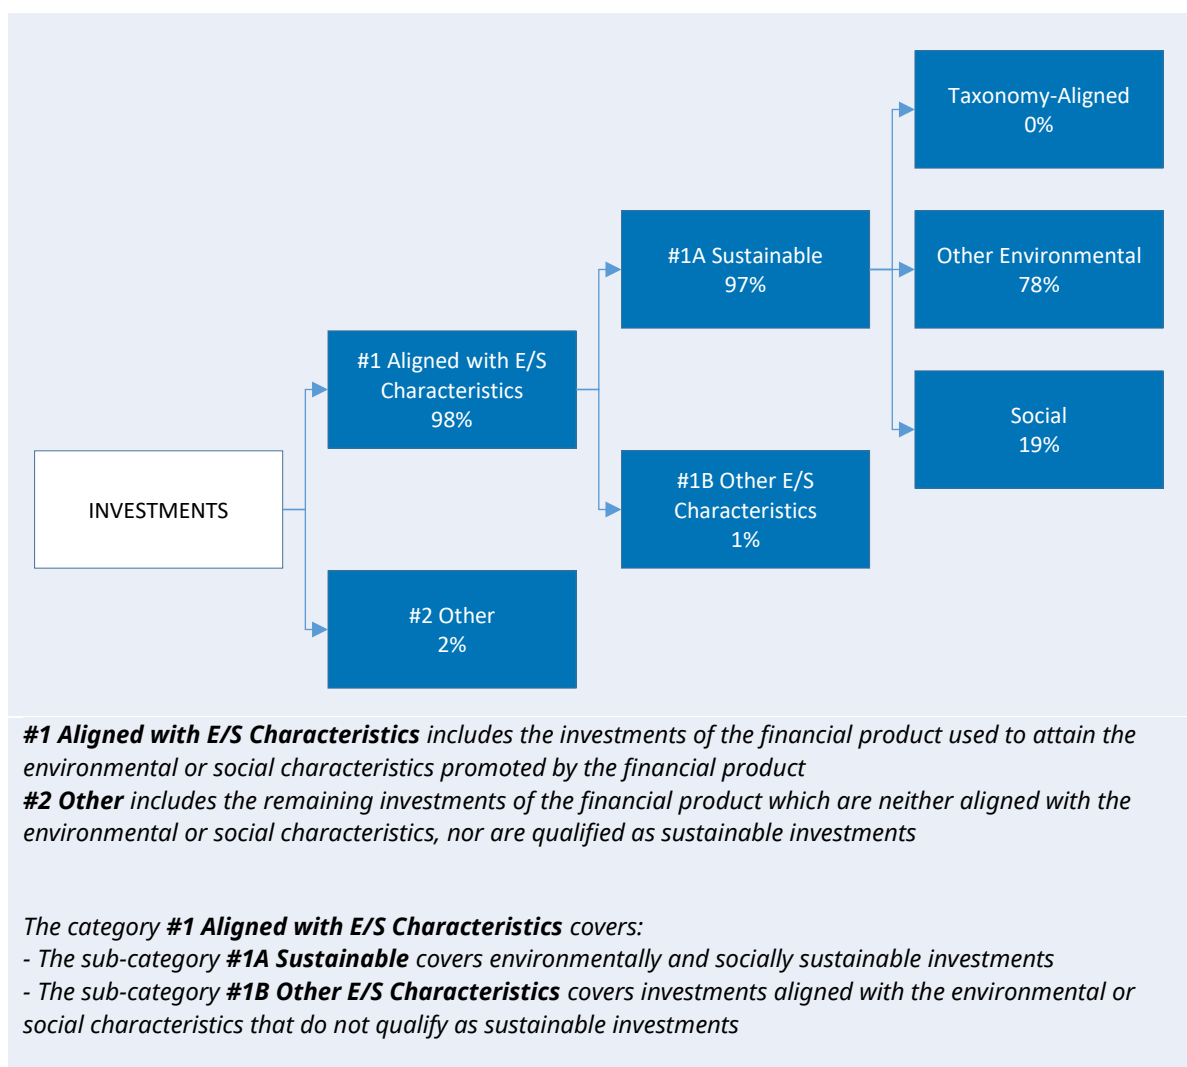 Taxonomy-Aligned
0%
#1A Sustainable
97%
Other Environmental
78%
#1 Aligned with E/S
Characteristics
98%
Social
19%
INVESTMENTS
#1B Other E/S
Characteristics
1%
#2 Other
2%
#1 Aligned with E/S Characteristics includes the investments of the financial product used to attain the
environmental or social characteristics promoted by the financial product
#2 Other includes the remaining investments of the financial product which are neither aligned with the
environmental or social characteristics, nor are qualified as sustainable investments
The category #1 Aligned with E/S Characteristics covers:
- The sub-category #1A Sustainable covers environmentally and socially sustainable investments
- The sub-category #1B Other E/S Characteristics covers investments aligned with the environmental or
social characteristics that do not qualify as sustainable investments